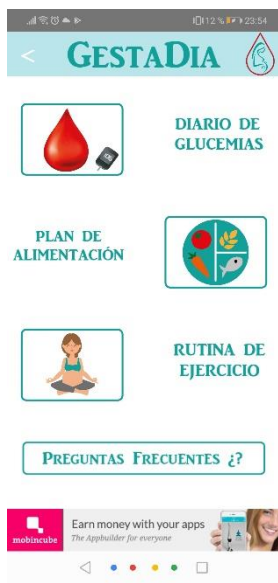 12 % 23:54
< GESTADIA
DIARIO DE
GLUCEMIAS
PLAN DE
ALIMENTACIÓN
RUTINA DE
EJERCICIO
PREGUNTAS FRECUENTES ¿?
mobincube
Earn money with your apps
The Appbuilder for everyone